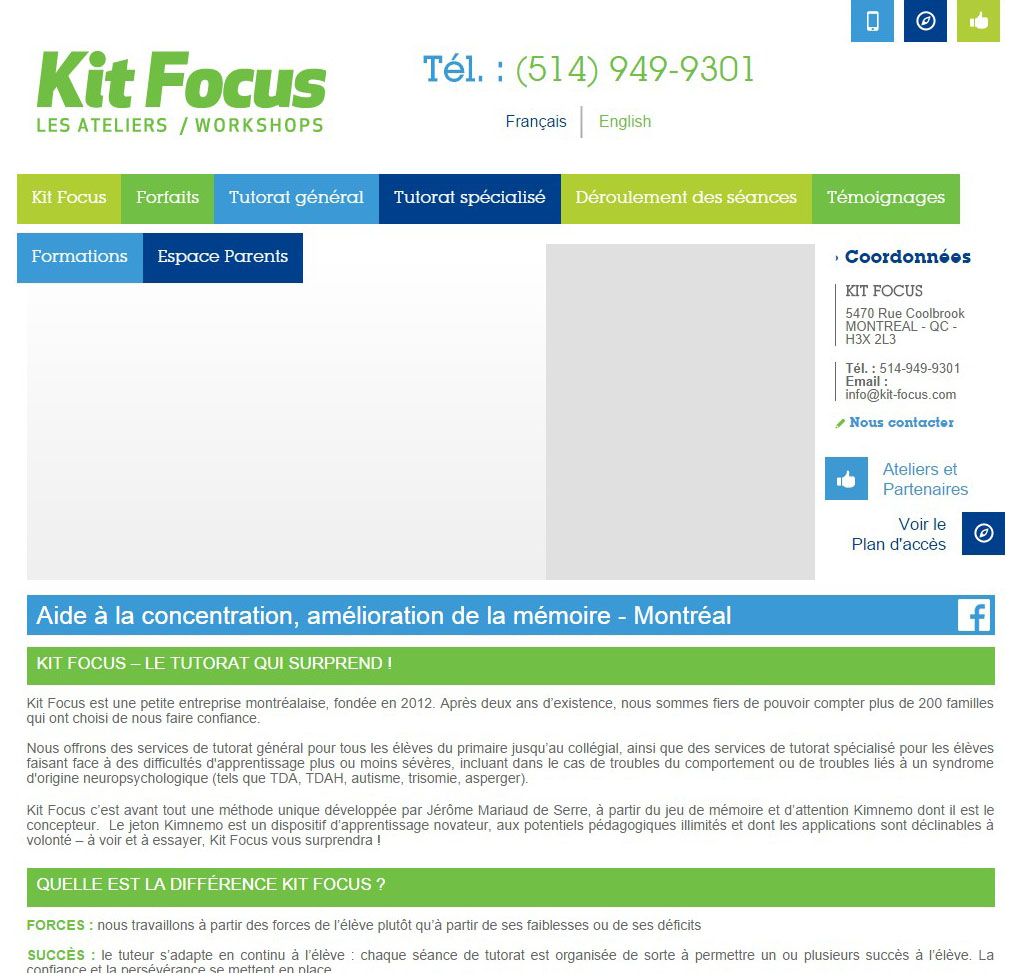 Kit Focus
LES ATELIERS / WORKSHOPS
Tél. : (514) 949-9301
Français English
Kit Focus Forfaits Tutorat général Tutorat spécialisé Déroulement des séances Témoignages
Formations Espace Parents
› Coordonnées
KIT FOCUS
5470 Rue Coolbrook
MONTREAL - QC -
H3X 2L3
Tél. : 514-949-9301
Email :
info@kit-focus.com
Nous contacter
Ateliers et
Partenaires
Voir le
Plan d'accès
Aide à la concentration, amélioration de la mémoire - Montréal
KIT FOCUS – LE TUTORAT QUI SURPREND !
Kit Focus est une petite entreprise montréalaise, fondée en 2012. Après deux ans d’existence, nous sommes fiers de pouvoir compter plus de 200 familles
qui ont choisi de nous faire confiance.
Nous offrons des services de tutorat général pour tous les élèves du primaire jusqu’au collégial, ainsi que des services de tutorat spécialisé pour les élèves
faisant face à des difficultés d'apprentissage plus ou moins sévères, incluant dans le cas de troubles du comportement ou de troubles liés à un syndrome
d'origine neuropsychologique (tels que TDA, TDAH, autisme, trisomie, asperger).
Kit Focus c’est avant tout une méthode unique développée par Jérôme Mariaud de Serre, à partir du jeu de mémoire et d’attention Kimnemo dont il est le
concepteur. Le jeton Kimnemo est un dispositif d’apprentissage novateur, aux potentiels pédagogiques illimités et dont les applications sont déclinables à
volonté – à voir et à essayer, Kit Focus vous surprendra !
QUELLE EST LA DIFFÉRENCE KIT FOCUS ?
FORCES : nous travaillons à partir des forces de l’élève plutôt qu’à partir de ses faiblesses ou de ses déficits
SUCCÈS : le tuteur s’adapte en continu à l’élève : chaque séance de tutorat est organisée de sorte à permettre un ou plusieurs succès à l’élève. La
confiance et la persévérance se mettent en place